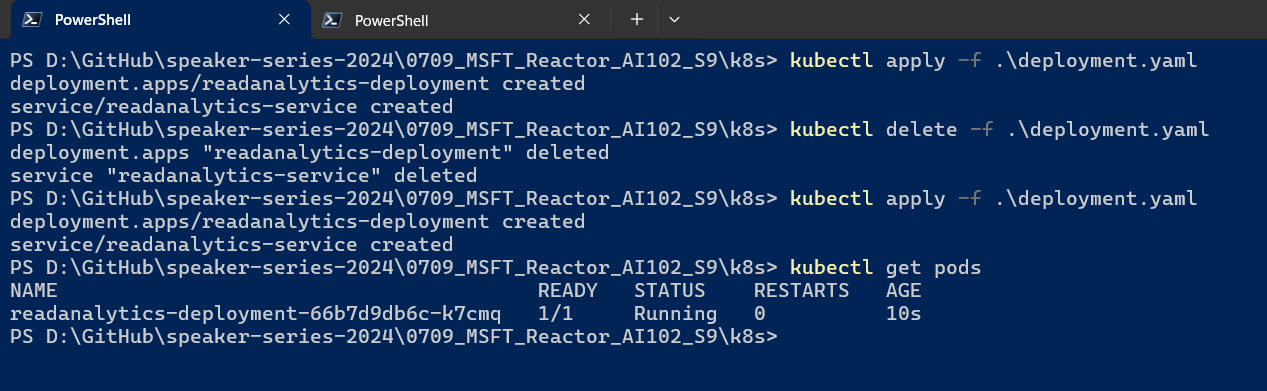 PowerShell
PowerShell
PS D:\GitHub\speaker-series-2024\0709_MSFT_Reactor_AI102_S9\k8s> kubectl apply -f .\deployment.yaml
deployment.apps/readanalytics-deployment created
service/readanalytics-service created
PS D:\GitHub\speaker-series-2024\0709_MSFT_Reactor_AI102_S9\k8s> kubectl delete -f .\deployment.yaml
deployment.apps "readanalytics-deployment" deleted
service "readanalytics-service" deleted
PS D:\GitHub\speaker-series-2024\0709_MSFT_Reactor_AI102_S9\k8s> kubectl apply -f .\deployment.yaml
deployment.apps/readanalytics-deployment created
service/readanalytics-service created
PS D:\GitHub\speaker-series-2024\0709_MSFT_Reactor_AI102_S9\k8s> kubectl get pods
NAME READY STATUS RESTARTS AGE
readanalytics-deployment-66b7d9db6c-k7cmq 1/1 Running 0 10s
PS D:\GitHub\speaker-series-2024\0709_MSFT_Reactor_AI102_S9\k8s>